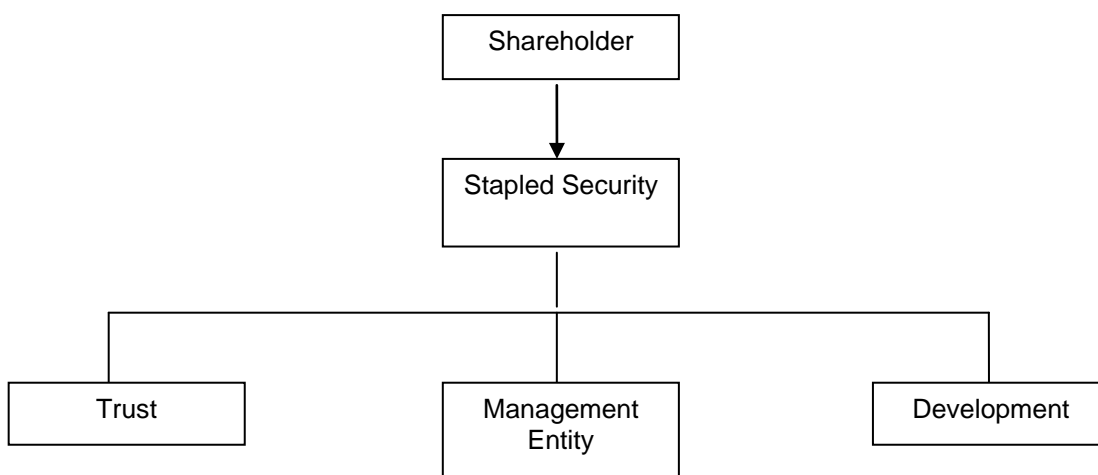 Shareholder
Stapled Security
Trust
Management
Entity
Development